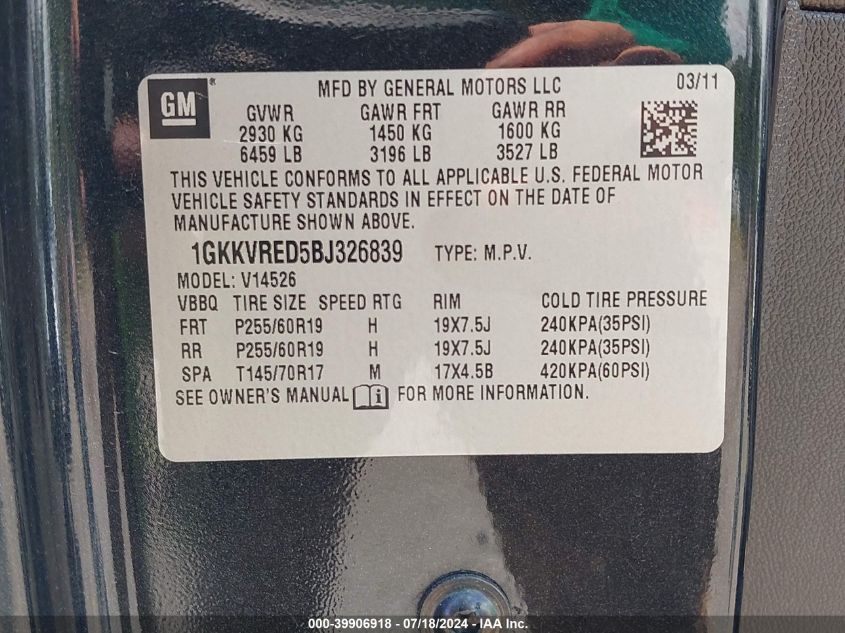 GM ® MFD BY GENERAL MOTORS LLC 03/11
GVWR GAWR FRT GAWR RR
2930 KG 1450 KG 1600 KG
6459 LB 3196 LB 3527 LB
THIS VEHICLE CONFORMS TO ALL APPLICABLE U.S. FEDERAL MOTOR
VEHICLE SAFETY STANDARDS IN EFFECT ON THE DATE OF
MANUFACTURE SHOWN ABOVE.
1GKKVRED5BJ326839 TYPE: M.P.V.
MODEL: V14526
VBBQ TIRE SIZE SPEED RTG RIM COLD TIRE PRESSURE
FRT P255/60R19 H 19X7.5J 240KPA(35PSI)
RR P255/60R19 H 19X7.5J 240KPA(35PSI)
SPA T145/70R17 M 17X4.5B 420KPA(60PSI)
SEE OWNER'S MANUAL i FOR MORE INFORMATION.
000-39906918 - 07/18/2024 - IAA Inc.